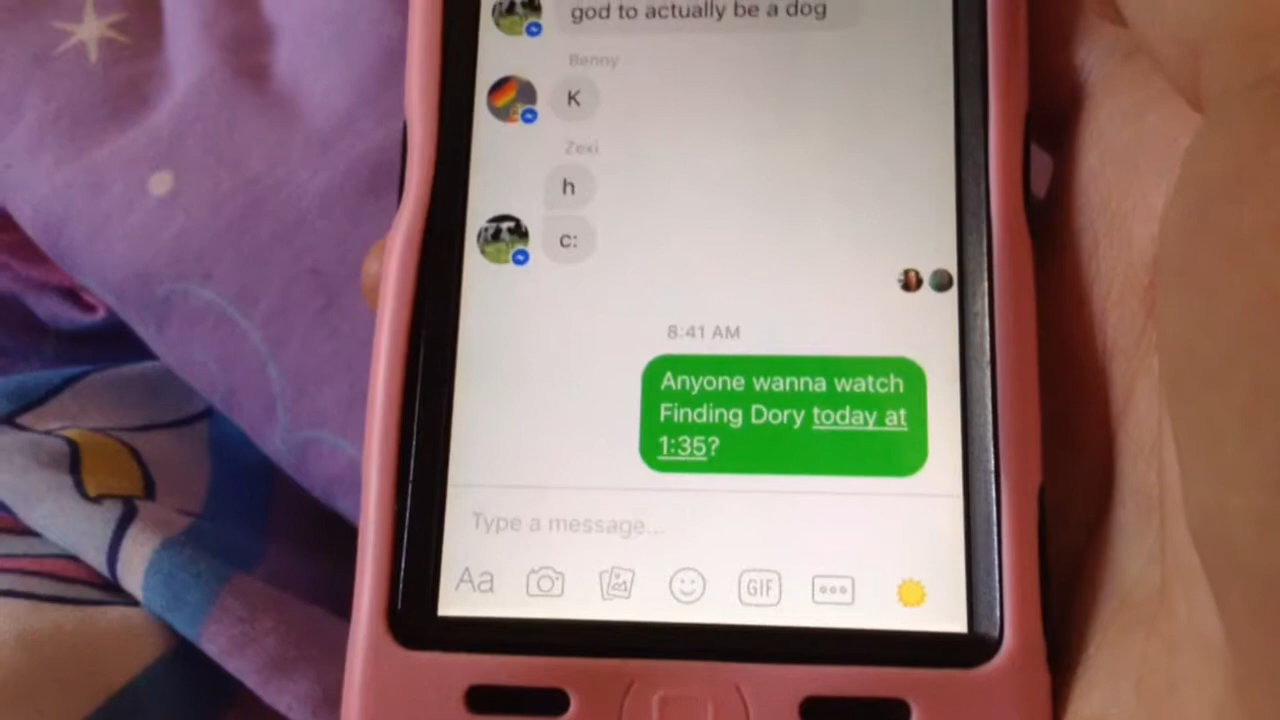 god to actually be a dog
Benny
K
Zexi
h
c:
8:41 AM
Anyone wanna watch
Finding Dory today at
1:35?
Type a message...
Aa
GIF